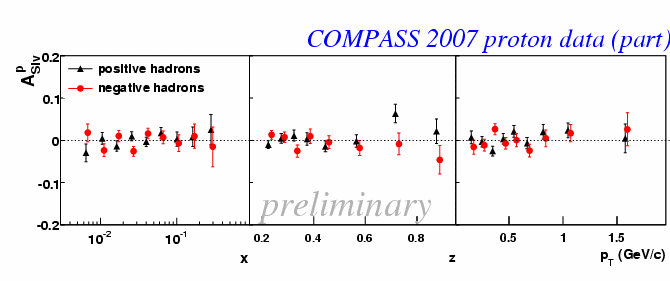 COMPASS 2007 proton data (part)
A^p_Siv
0.2
positive hadrons
negative hadrons
0.1
0
-0.1
preliminary
-0.2
10^-2 10^-1 0.2 0.4 0.6 0.8 0.5 1 1.5
x z p_T (GeV/c)